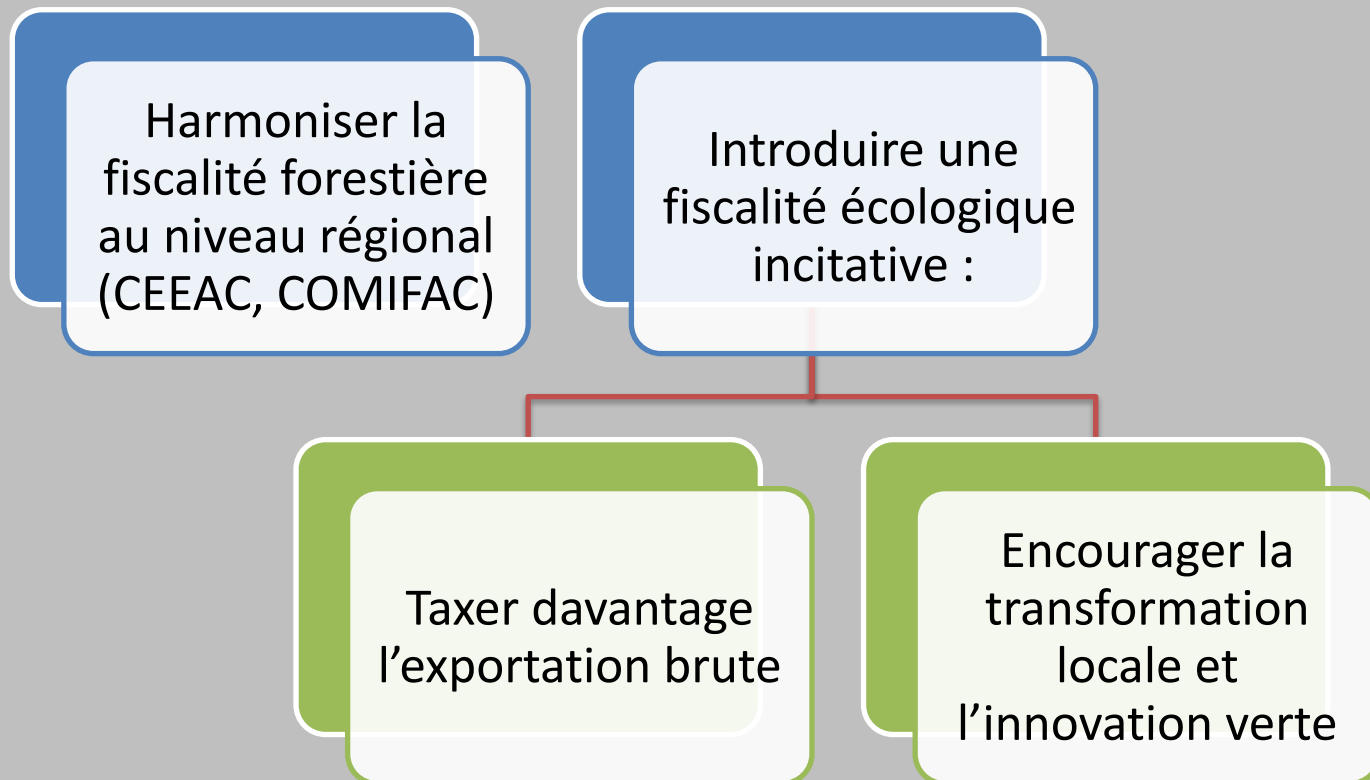 Harmoniser la
fiscalité forestière
au niveau régional
(CEEAC, COMIFAC)
Introduire une
fiscalité écologique
incitative :
Taxer davantage
l’exportation brute
Encourager la
transformation
locale et
l’innovation verte